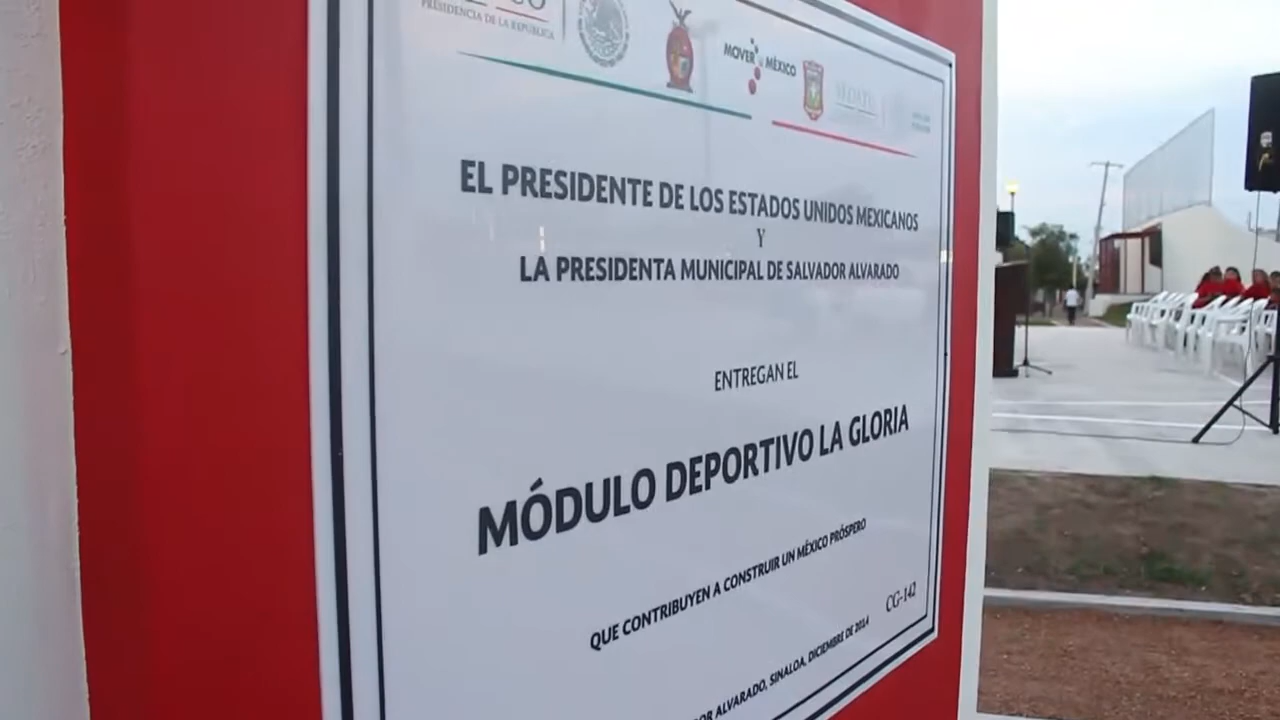 PRESIDENCIA DE LA REPÚBLICA
MOVER A MÉXICO
SEDATU
EL PRESIDENTE DE LOS ESTADOS UNIDOS MEXICANOS
Y
LA PRESIDENTA MUNICIPAL DE SALVADOR ALVARADO
ENTREGAN EL
MÓDULO DEPORTIVO LA GLORIA
QUE CONTRIBUYEN A CONSTRUIR UN MÉXICO PRÓSPERO
CG-142
ALVARADO, SINALOA, DICIEMBRE DE 2014